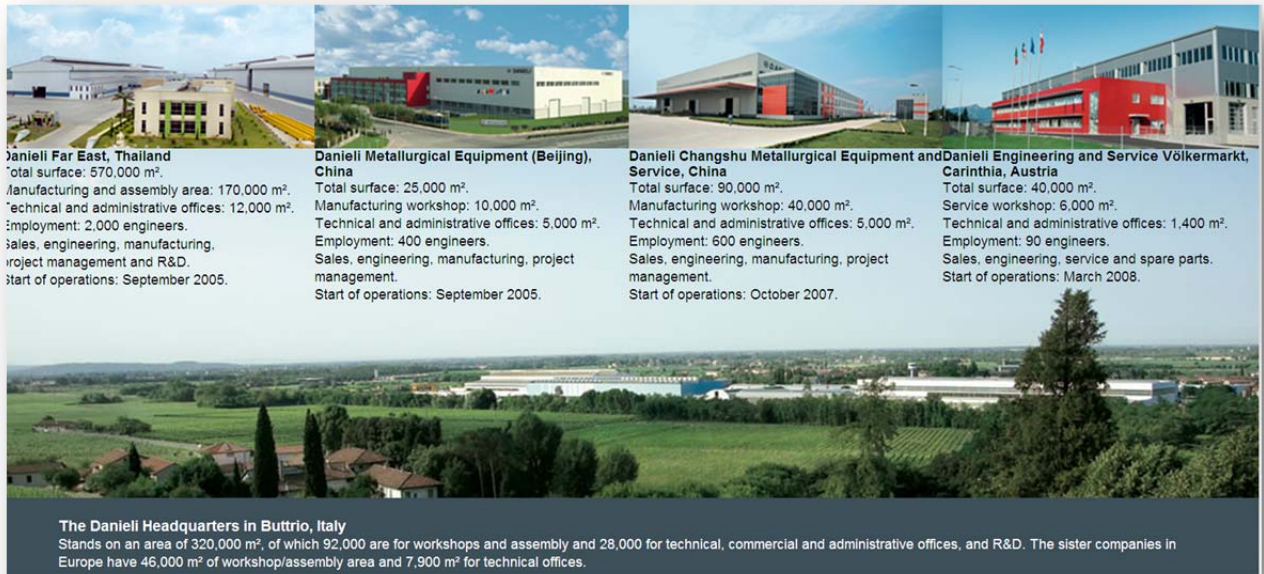 Danieli Far East, Thailand
Total surface: 570,000 m².
Manufacturing and assembly area: 170,000 m².
Technical and administrative offices: 12,000 m².
Employment: 2,000 engineers.
Sales, engineering, manufacturing,
project management and R&D.
Start of operations: September 2005.
DANIELI
Danieli Metallurgical Equipment (Beijing),
China
Total surface: 25,000 m².
Manufacturing workshop: 10,000 m².
Technical and administrative offices: 5,000 m².
Employment: 400 engineers.
Sales, engineering, manufacturing, project
management.
Start of operations: September 2005.
Danieli Changshu Metallurgical Equipment and
Service, China
Total surface: 90,000 m².
Manufacturing workshop: 40,000 m².
Technical and administrative offices: 5,000 m².
Employment: 600 engineers.
Sales, engineering, manufacturing, project
management.
Start of operations: October 2007.
Danieli Engineering and Service Völkermarkt,
Carinthia, Austria
Total surface: 40,000 m².
Service workshop: 6,000 m².
Technical and administrative offices: 1,400 m².
Employment: 90 engineers.
Sales, engineering, service and spare parts.
Start of operations: March 2008.
The Danieli Headquarters in Buttrio, Italy
Stands on an area of 320,000 m², of which 92,000 are for workshops and assembly and 28,000 for technical, commercial and administrative offices, and R&D. The sister companies in
Europe have 46,000 m² of workshop/assembly area and 7,900 m² for technical offices.